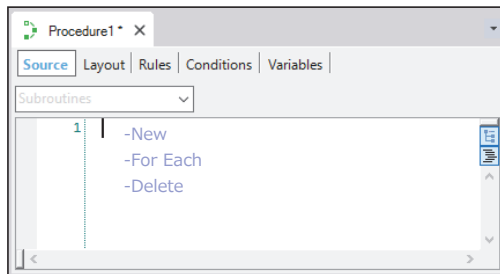 Procedure1 *
Source Layout Rules Conditions Variables
Subroutines
1
-New
-For Each
-Delete